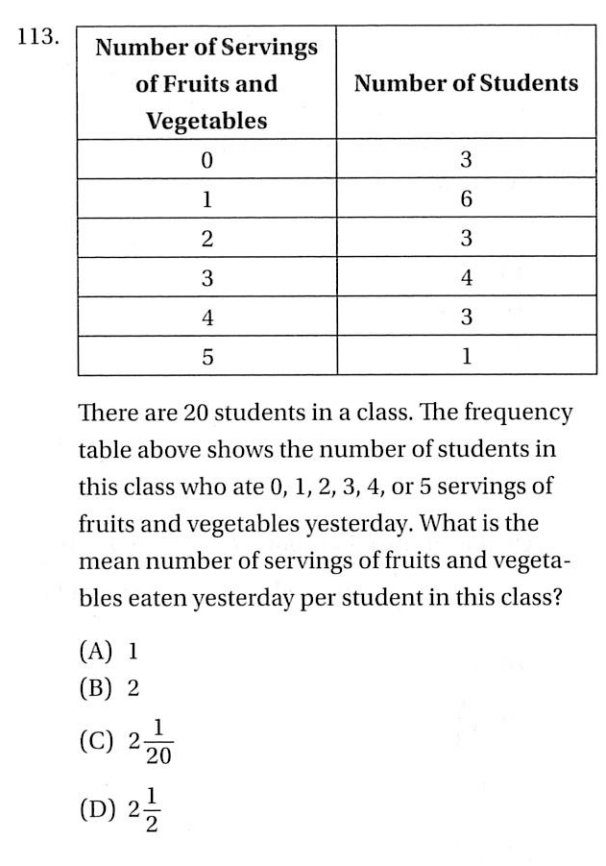 113.
Number of Servings
of Fruits and
Vegetables
Number of Students
0 3
1 6
2 3
3 4
4 3
5 1
There are 20 students in a class. The frequency
table above shows the number of students in
this class who ate 0, 1, 2, 3, 4, or 5 servings of
fruits and vegetables yesterday. What is the
mean number of servings of fruits and vegeta-
bles eaten yesterday per student in this class?
(A) 1
(B) 2
(C) 2 1/20
(D) 2 1/2